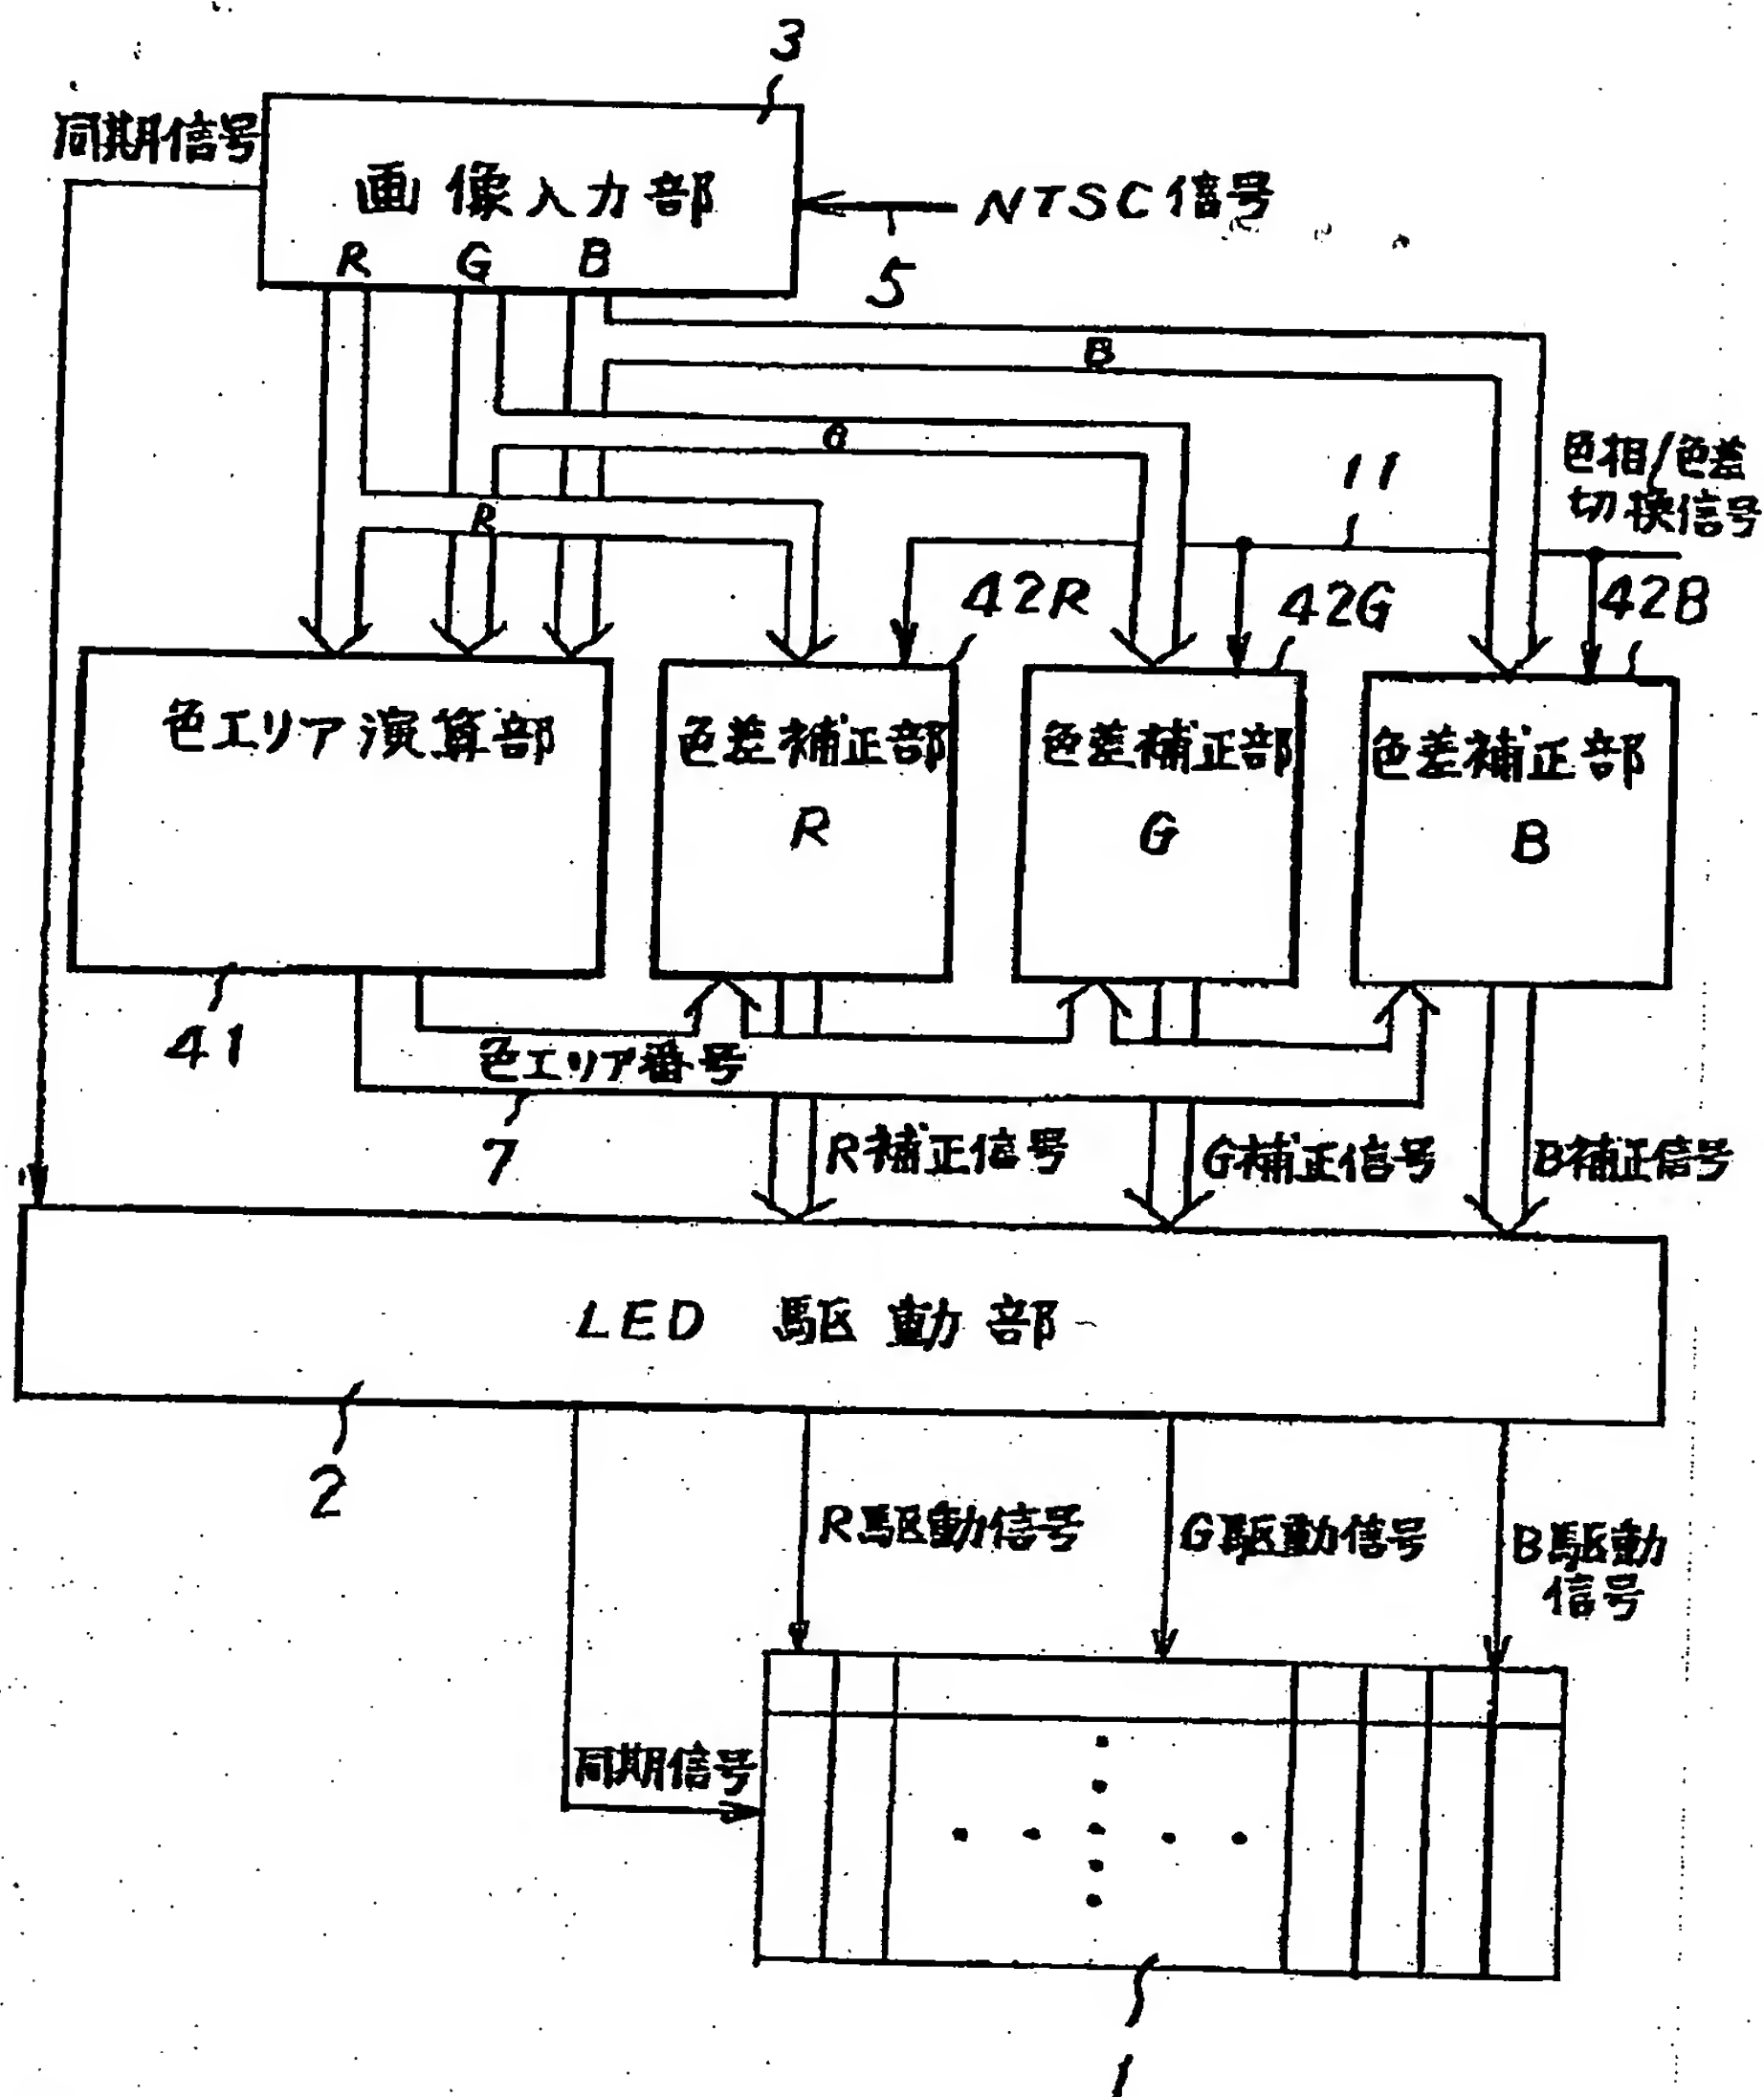 3
同期信号
画像入力部
NTSC信号
R G B
5
B
G
R
11
色相/色差
切換信号
42R
42G
42B
色エリア演算部
色差補正部
R
色差補正部
G
色差補正部
B
41
色エリア番号
7
R補正信号
G補正信号
B補正信号
LED 駆動部
2
R駆動信号
G駆動信号
B駆動
信号
同期信号
1